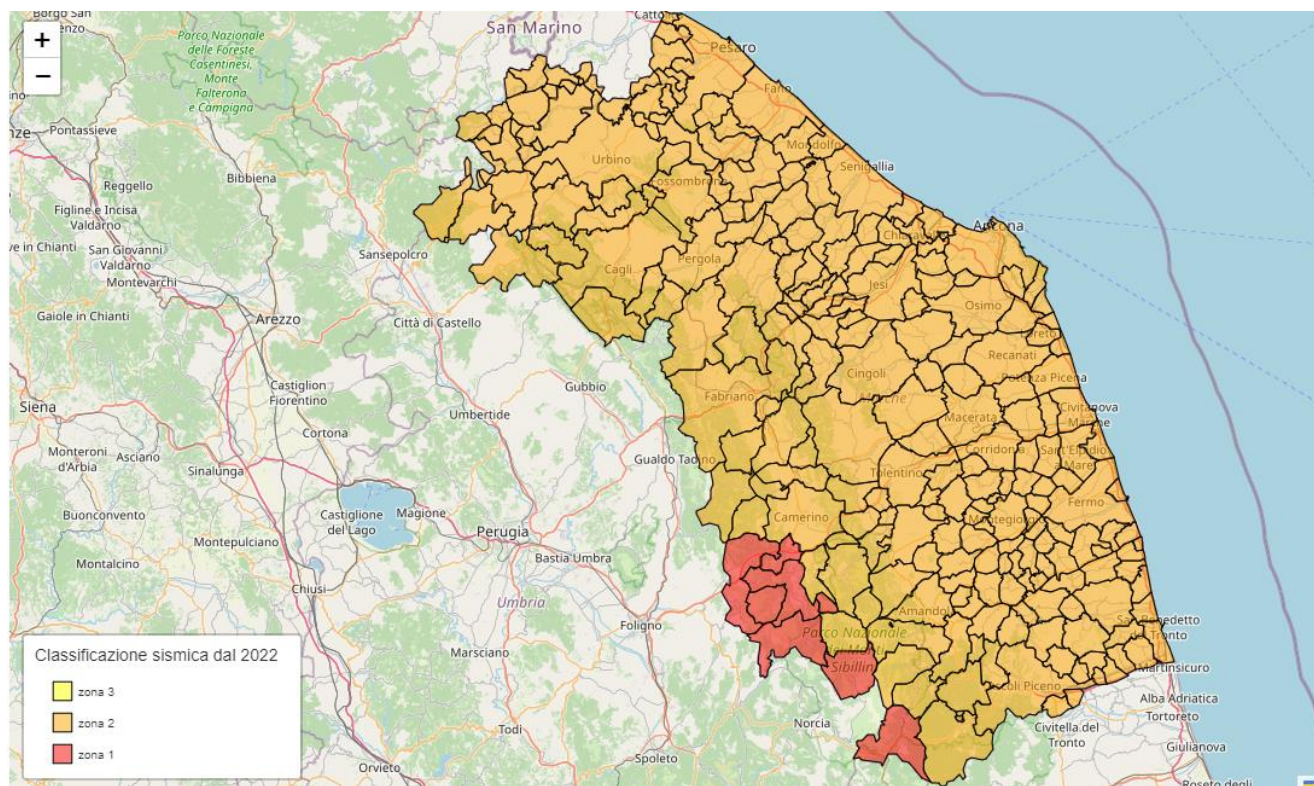 Borgo San
San Marino
Catto
+
−
Parco Nazionale
delle Foreste
Casentinesi,
Monte
Falterona
e Campigna
Pesaro
Fano
Pontassieve
Bibbiena
Urbino
Mondolfo
Senigallia
Reggello
Figline e Incisa
Valdarno
San Giovanni
Valdarno
Montevarchi
Sansepolcro
Ancona
Cagli
Pergola
Jesi
Gaiole in Chianti
Arezzo
Città di Castello
Osimo
Loreto
Recanati
Potenza Picena
Castiglion
Fiorentino
Gubbio
Cingoli
Marche
Siena
Umbertide
Fabriano
Macerata
Civitanova
Marche
Cortona
Monteroni
d'Arbia
Asciano
Sinalunga
Gualdo Tadino
Tolentino
Corridonia
Sant'Elpidio
a Mare
Fermo
Buonconvento
Castiglione
del Lago
Magione
Perugia
Camerino
Montegiorgio
Montepulciano
Bastia Umbra
Montalcino
Chiusi
Umbria
Foligno
Amandola
San Benedetto
del Tronto
Parco Nazionale
dei Monti
Sibillini
Marsciano
Martinsicuro
Ascoli Piceno
Alba Adriatica
Tortoreto
Norcia
Civitella del
Tronto
Giulianova
Todi
Spoleto
Orvieto
Roseto degli
Classificazione sismica dal 2022
zona 3
zona 2
zona 1